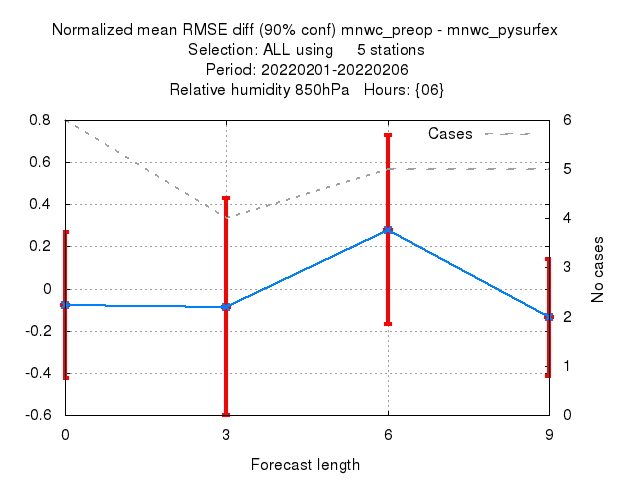 Normalized mean RMSE diff (90% conf) mnwc_preop - mnwc_pysurfex
Selection: ALL using     5 stations
Period: 20220201-20220206
Relative humidity 850hPa   Hours: {06}
Cases
0.8
0.6
0.4
0.2
0
-0.2
-0.4
-0.6
6
5
4
3
2
1
0
No cases
0 3 6 9
Forecast length